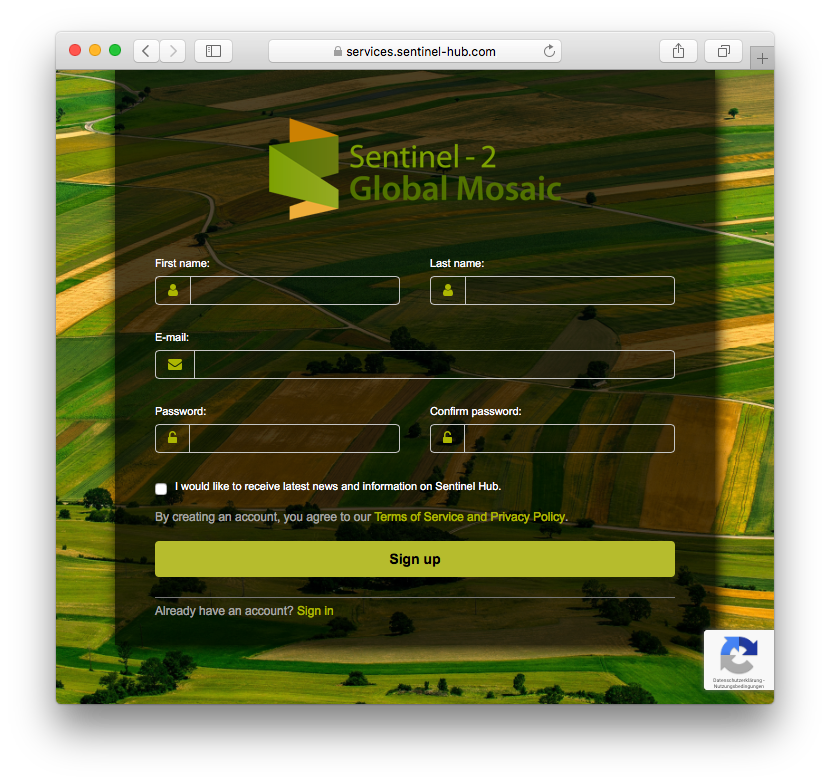 services.sentinel-hub.com
Sentinel - 2
Global Mosaic
First name:
Last name:
E-mail:
Password:
Confirm password:
I would like to receive latest news and information on Sentinel Hub.
By creating an account, you agree to our Terms of Service and Privacy Policy.
Sign up
Already have an account? Sign in
Datenschutzerklärung -
Nutzungsbedingungen